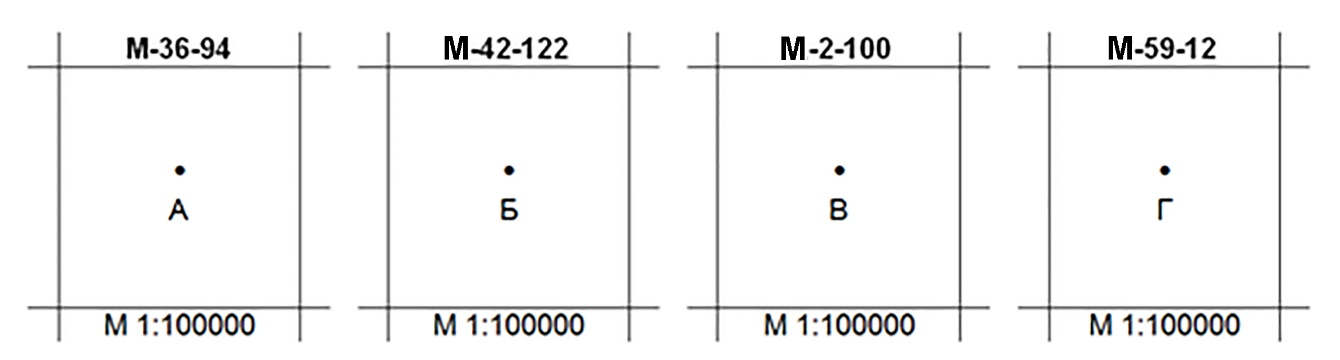 М-36-94
М-42-122
М-2-100
М-59-12
А
Б
В
Г
М 1:100000
М 1:100000
М 1:100000
М 1:100000